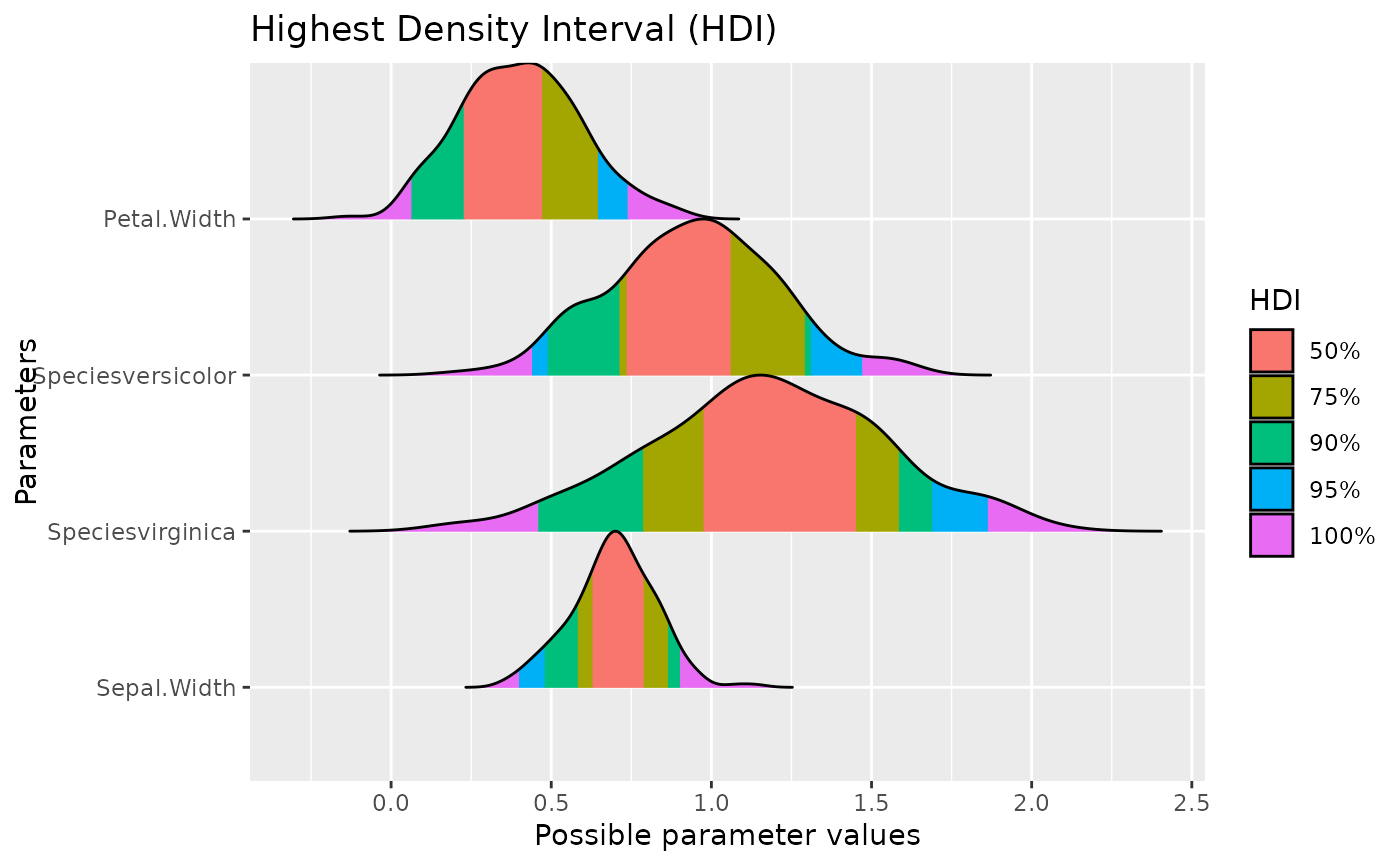 Highest Density Interval (HDI)
Parameters
Petal.Width
Speciesversicolor
Speciesvirginica
Sepal.Width
0.0 0.5 1.0 1.5 2.0 2.5
Possible parameter values
HDI
50%
75%
90%
95%
100%